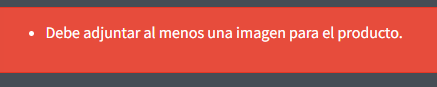 • Debe adjuntar al menos una imagen para el producto.